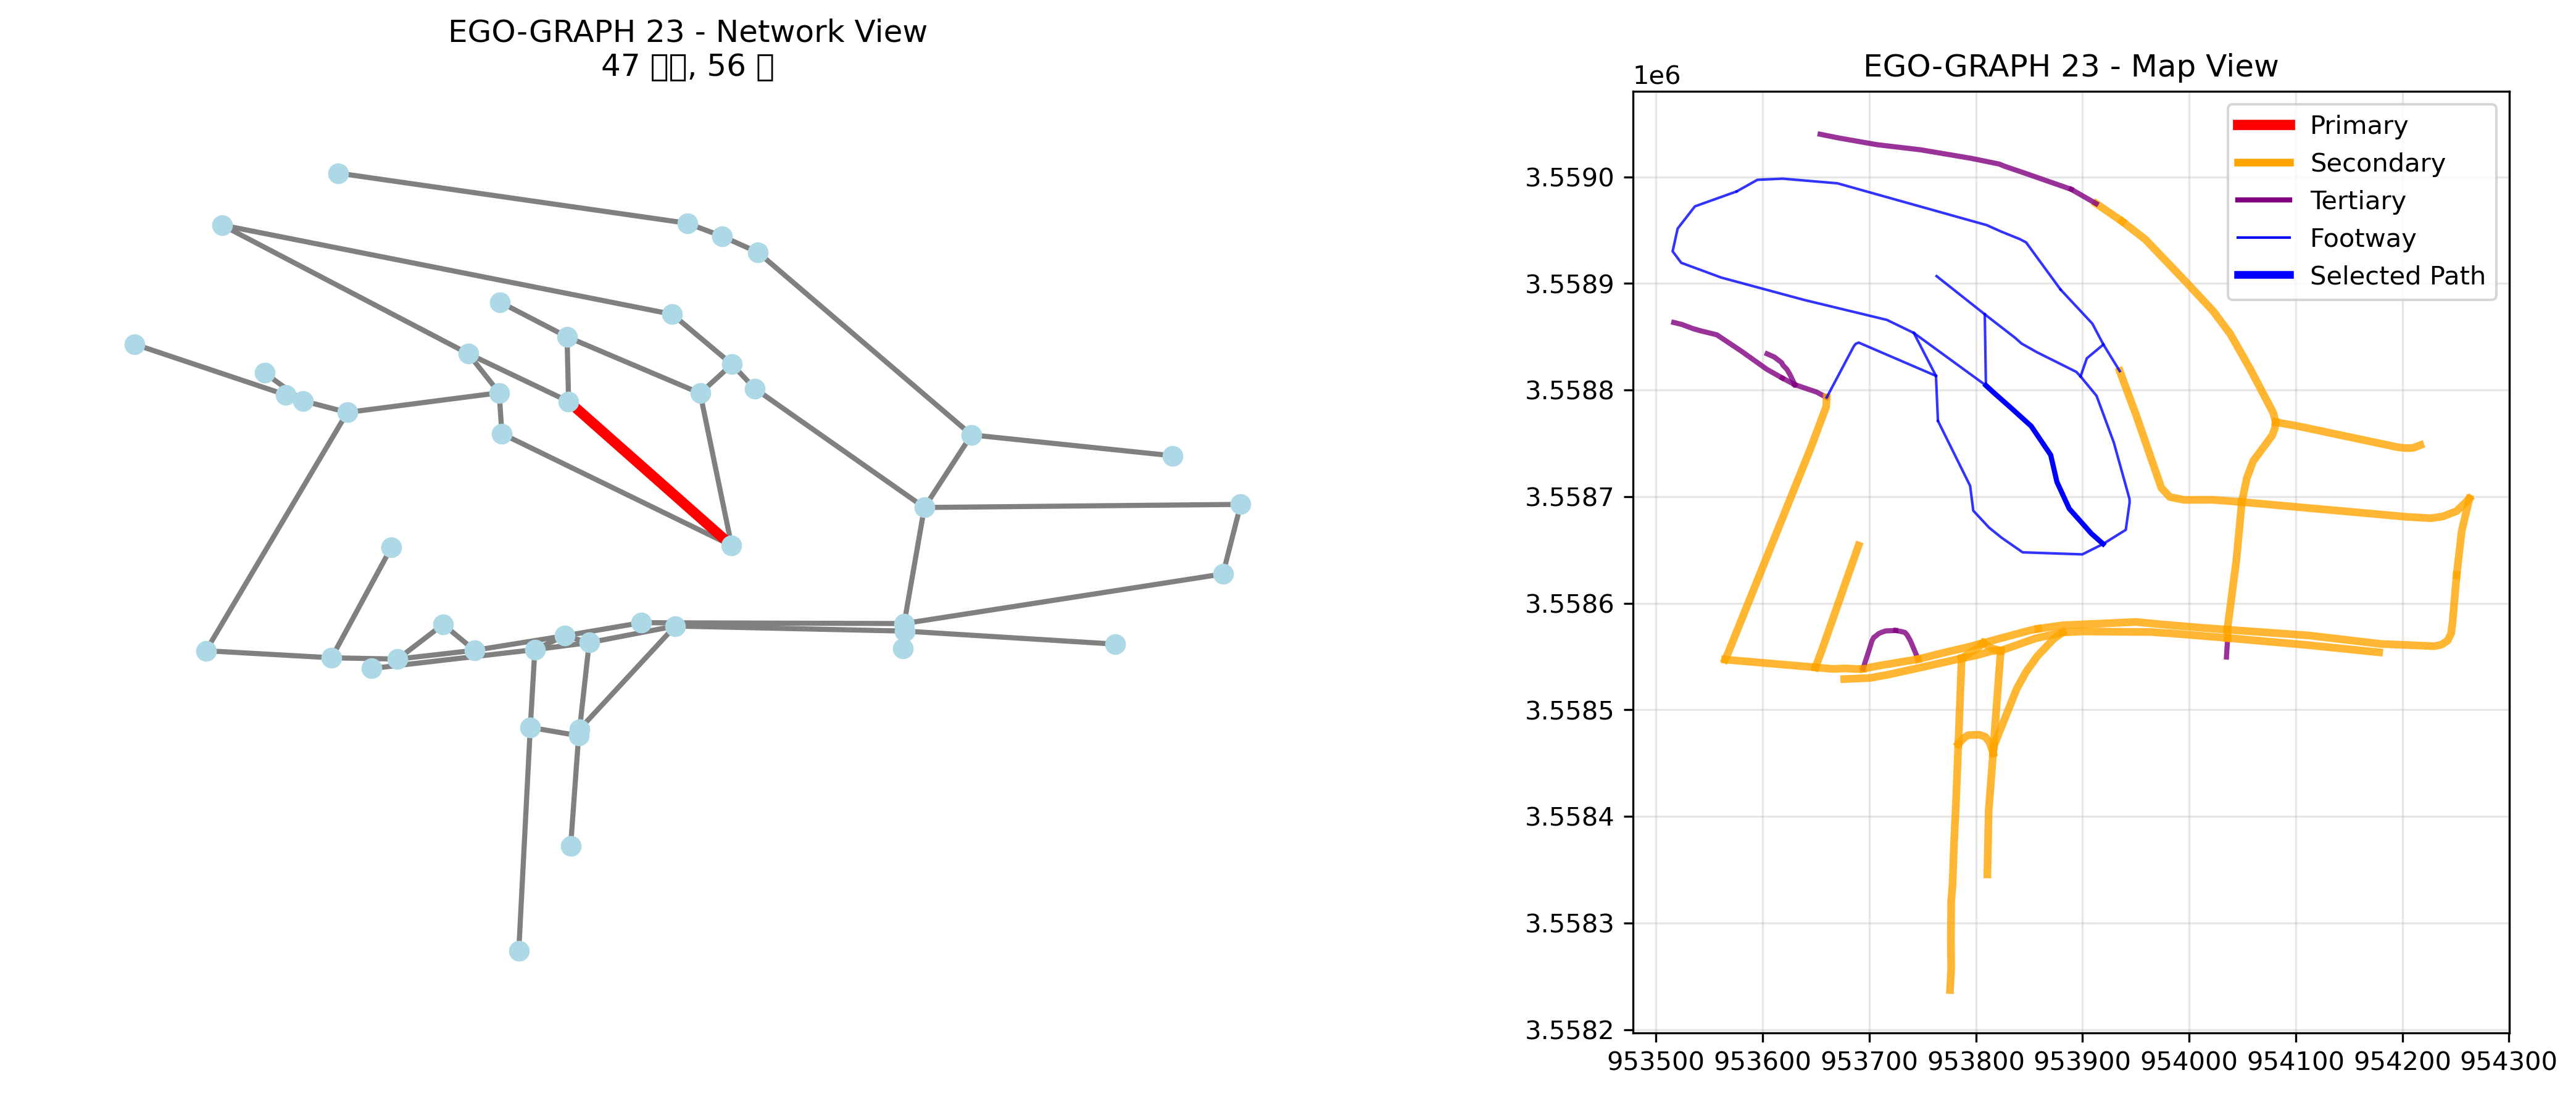 EGO-GRAPH 23 - Network View
47 , 56
EGO-GRAPH 23 - Map View
1e6
Primary
Secondary
Tertiary
Footway
Selected Path
3.5590
3.5589
3.5588
3.5587
3.5586
3.5585
3.5584
3.5583
3.5582
953500 953600 953700 953800 953900 954000 954100 954200 954300